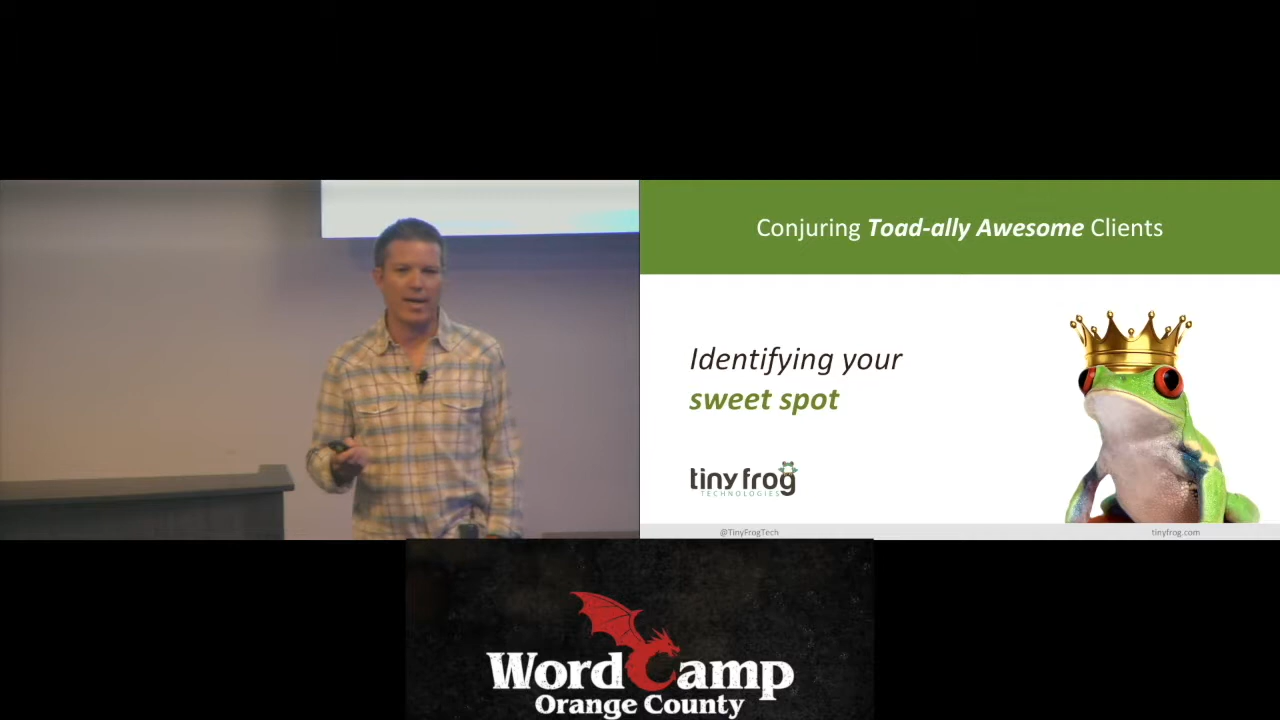 Conjuring Toad-ally Awesome Clients
Identifying your
sweet spot
tiny frog
TECHNOLOGIES
@TinyFrogTech
tinyfrog.com
WordCamp
Orange County